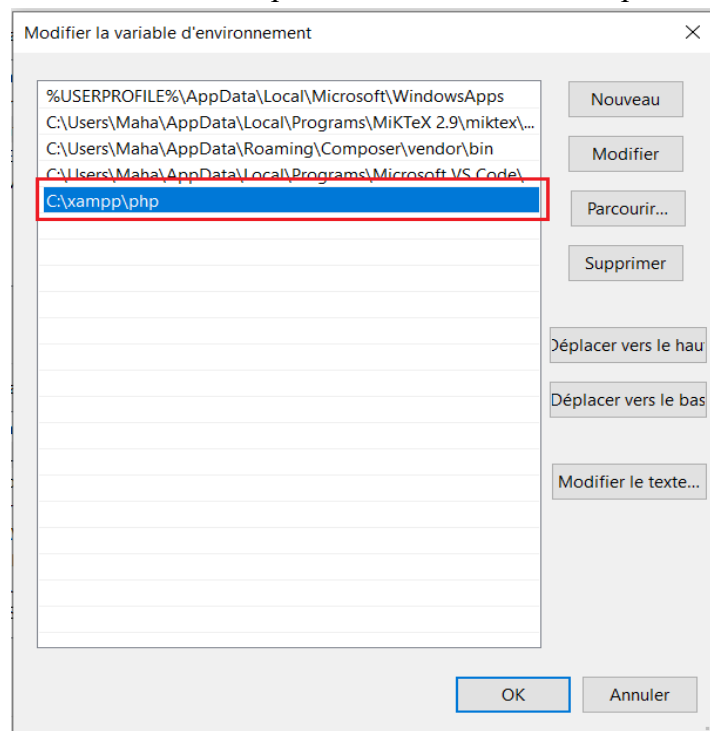 Modifier la variable d'environnement
%USERPROFILE%\AppData\Local\Microsoft\WindowsApps
Nouveau
C:\Users\Maha\AppData\Local\Programs\MiKTeX 2.9\miktex\...
C:\Users\Maha\AppData\Roaming\Composer\vendor\bin
Modifier
C:\Users\Maha\AppData\Local\Programs\Microsoft VS Code\
C:\xampp\php
Parcourir...
Supprimer
Déplacer vers le hau
Déplacer vers le bas
Modifier le texte...
OK
Annuler